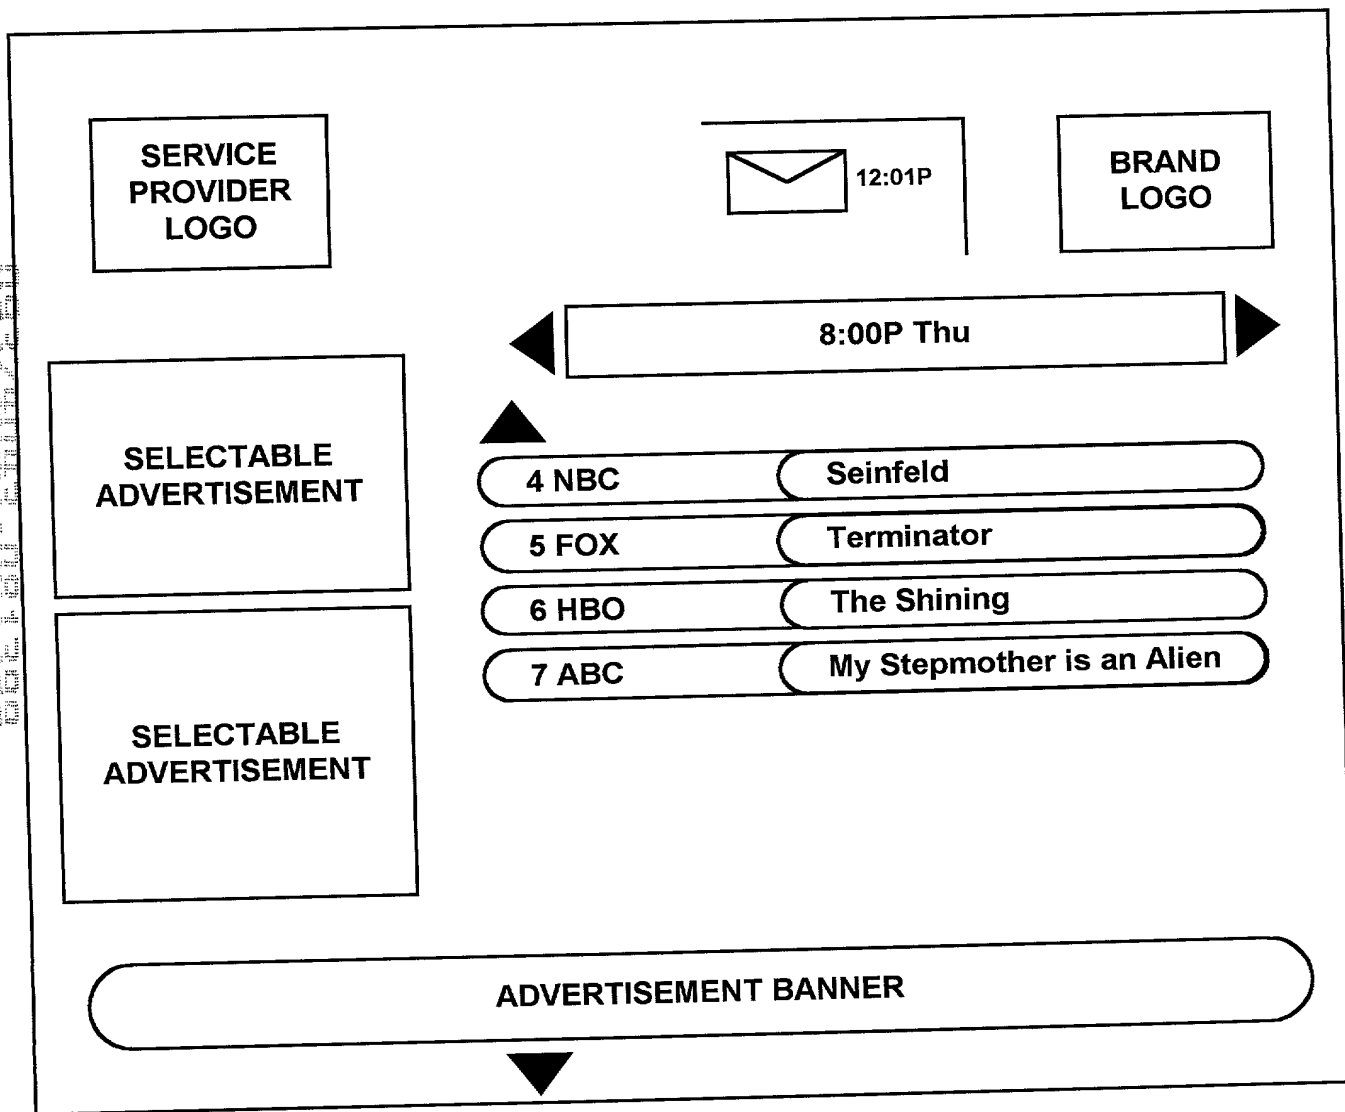 SERVICE
PROVIDER
LOGO
12:01P
BRAND
LOGO
8:00P Thu
SELECTABLE
ADVERTISEMENT
4 NBC Seinfeld
5 FOX Terminator
6 HBO The Shining
7 ABC My Stepmother is an Alien
SELECTABLE
ADVERTISEMENT
ADVERTISEMENT BANNER